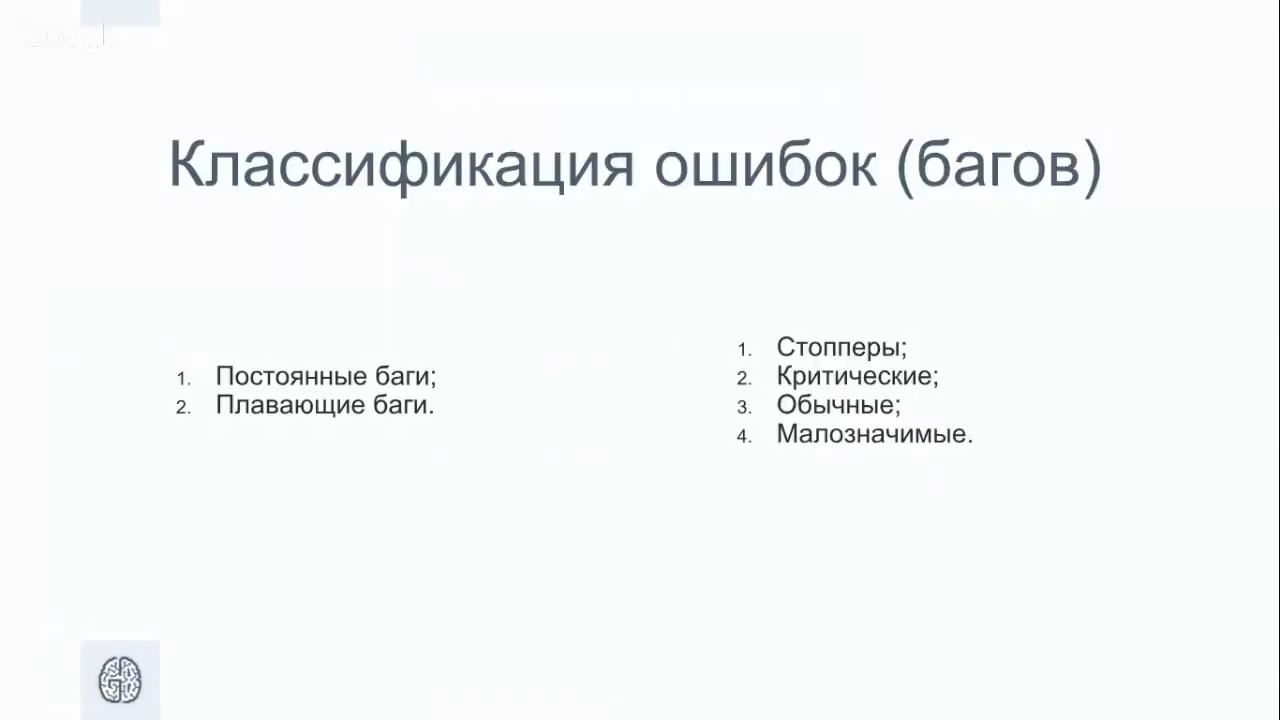 Классификация ошибок (багов)
1. Постоянные баги;
2. Плавающие баги.
1. Стопперы;
2. Критические;
3. Обычные;
4. Малозначимые.